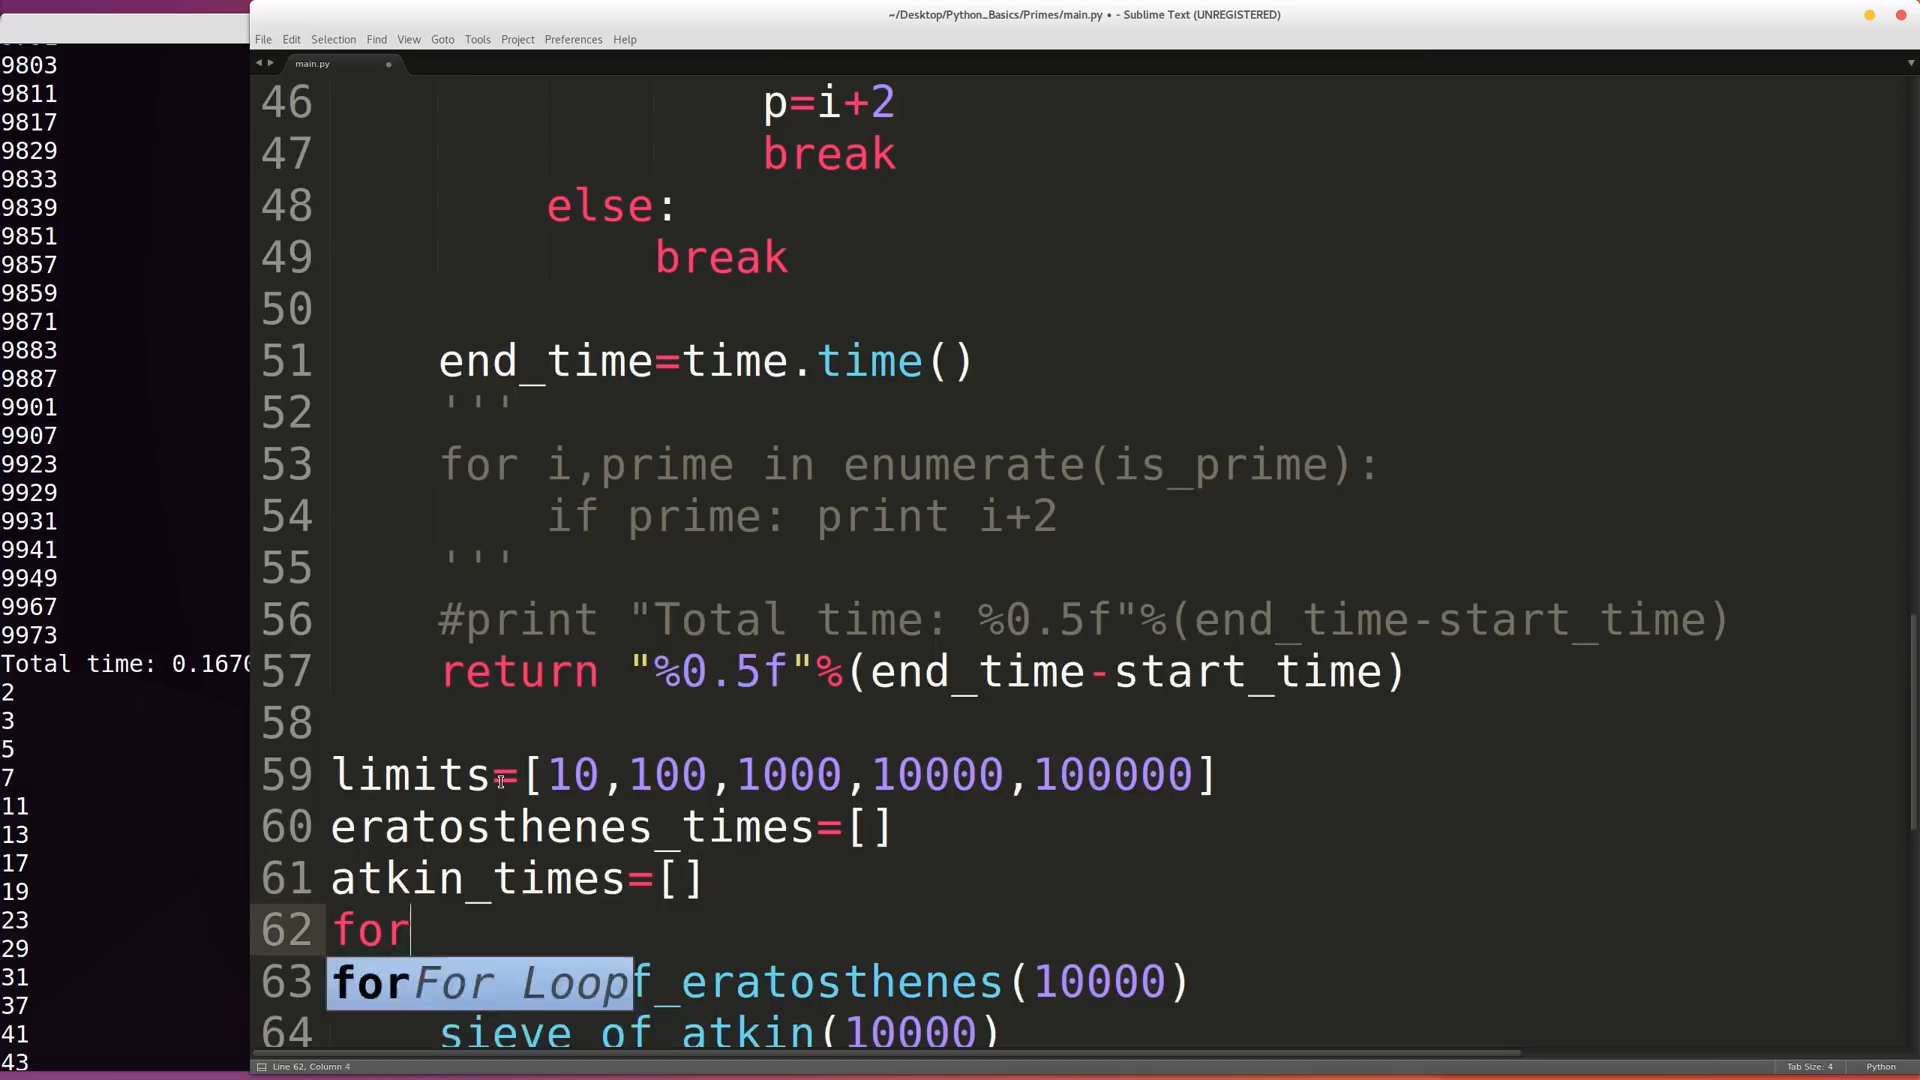 9803
9811
9817
9829
9833
9839
9851
9857
9859
9871
9883
9887
9901
9907
9923
9929
9931
9941
9949
9967
9973
Total time: 0.1670
2
3
5
7
11
13
17
19
23
29
31
37
41
43
~/Desktop/Python_Basics/Primes/main.py • - Sublime Text (UNREGISTERED)
File Edit Selection Find View Goto Tools Project Preferences Help
main.py
46 p=i+2
47 break
48 else:
49 break
50
51 end_time=time.time()
52 '''
53 for i,prime in enumerate(is_prime):
54 if prime: print i+2
55 '''
56 #print "Total time: %0.5f"%(end_time-start_time)
57 return "%0.5f"%(end_time-start_time)
58
59 limits=[10,100,1000,10000,100000]
60 eratosthenes_times=[]
61 atkin_times=[]
62 for
for For Loop
63 f_eratosthenes(10000)
64 sieve_of_atkin(10000)
Line 62, Column 4
Tab Size: 4
Python